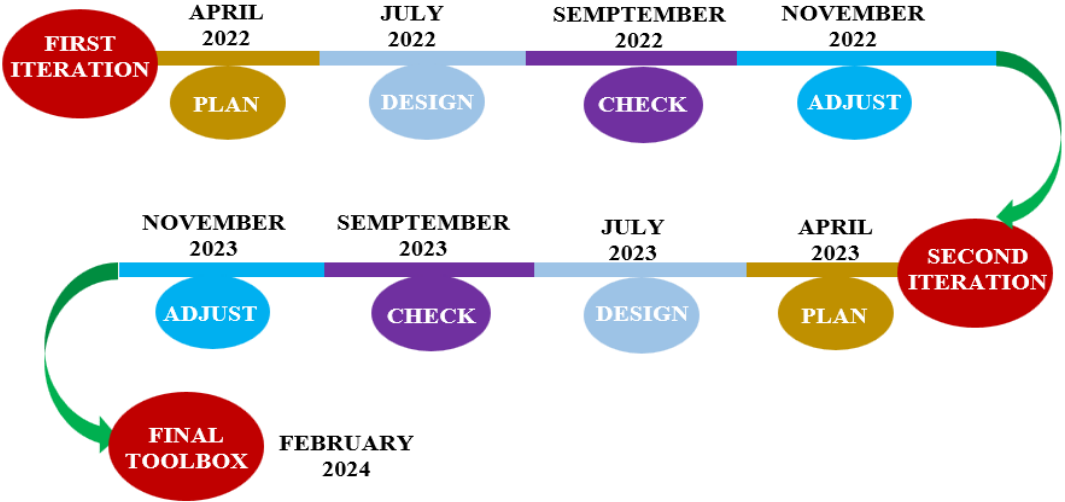 FIRST
ITERATION
APRIL
2022
PLAN
JULY
2022
DESIGN
SEMPTEMBER
2022
CHECK
NOVEMBER
2022
ADJUST
SECOND
ITERATION
APRIL
2023
PLAN
JULY
2023
DESIGN
SEMPTEMBER
2023
CHECK
NOVEMBER
2023
ADJUST
FINAL
TOOLBOX
FEBRUARY
2024